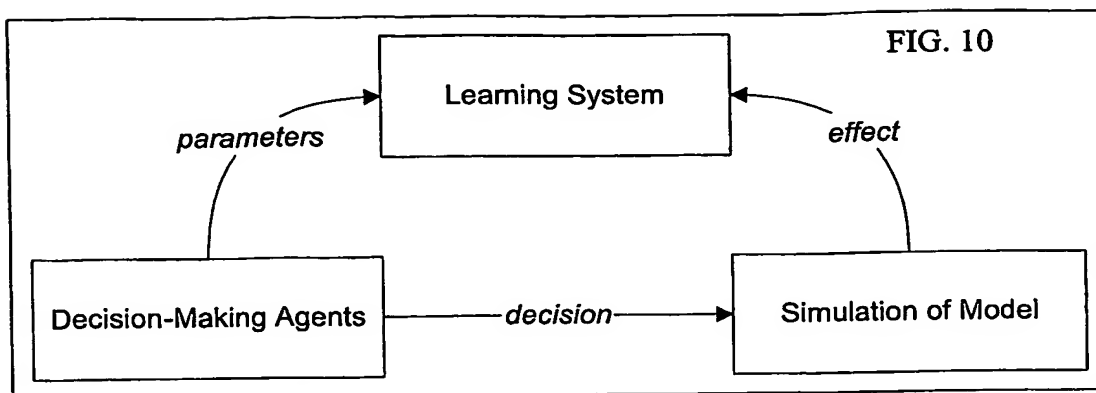 FIG. 10
Learning System
parameters
effect
Decision-Making Agents
decision
Simulation of Model